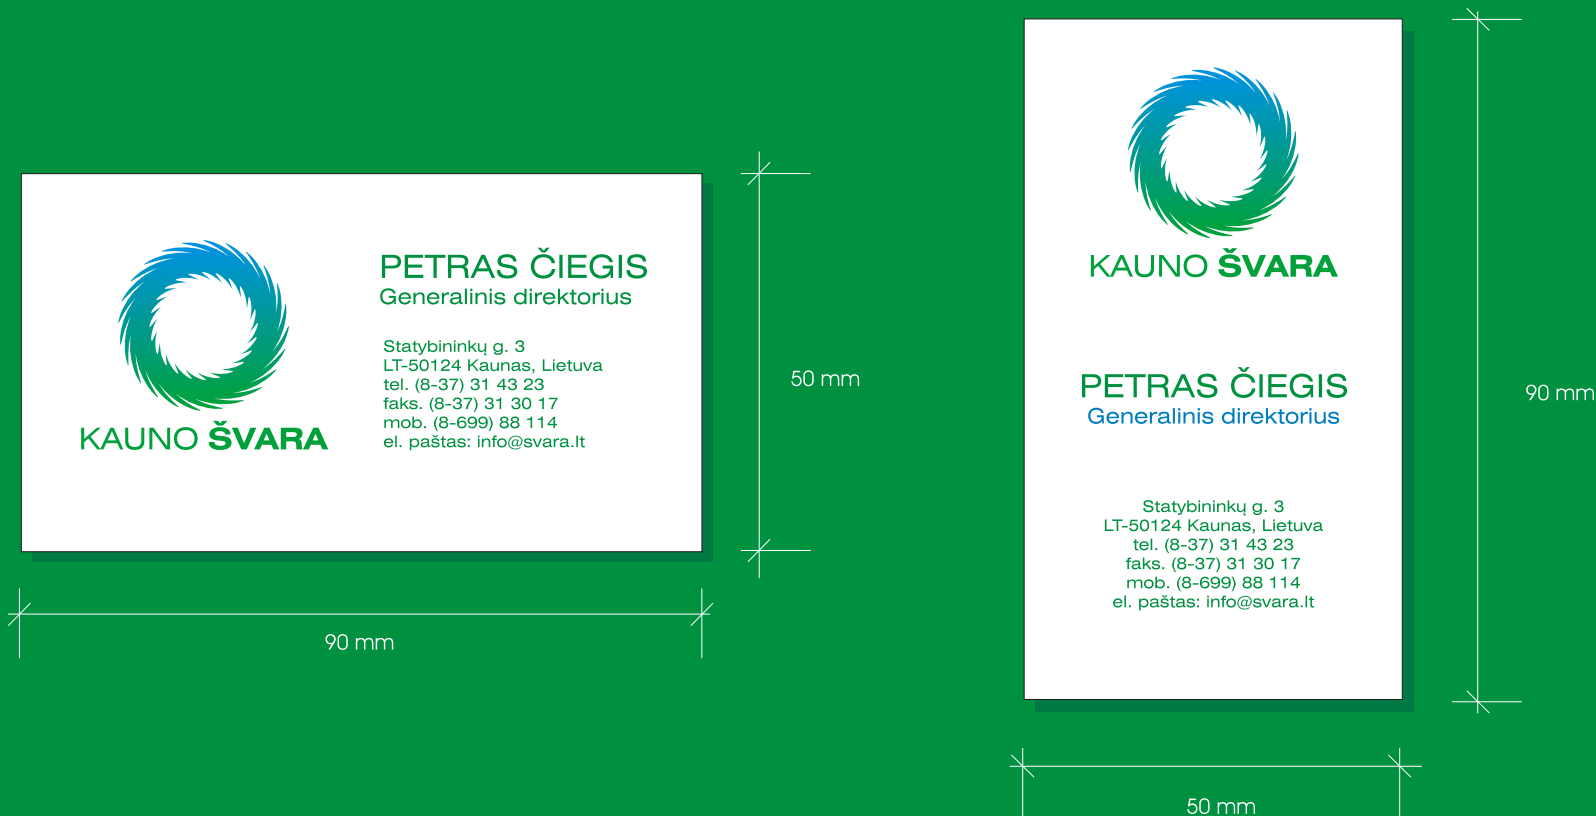 KAUNO ŠVARA
PETRAS ČIEGIS
Generalinis direktorius
Statybininkų g. 3
LT-50124 Kaunas, Lietuva
tel. (8-37) 31 43 23
faks. (8-37) 31 30 17
mob. (8-699) 88 114
el. paštas: info@svara.lt
50 mm
90 mm
KAUNO ŠVARA
PETRAS ČIEGIS
Generalinis direktorius
Statybininkų g. 3
LT-50124 Kaunas, Lietuva
tel. (8-37) 31 43 23
faks. (8-37) 31 30 17
mob. (8-699) 88 114
el. paštas: info@svara.lt
90 mm
50 mm